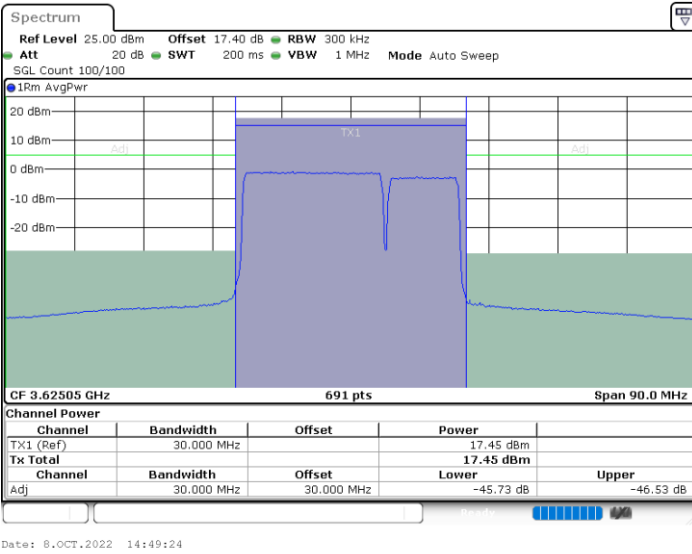 Spectrum
Ref Level 25.00 dBm Offset 17.40 dB RBW 300 kHz
Att 20 dB SWT 200 ms VBW 1 MHz Mode Auto Sweep
SGL Count 100/100
1Rm AvgPwr
20 dBm
TX1
10 dBm
Adj Adj
0 dBm
-10 dBm
-20 dBm
CF 3.62505 GHz 691 pts Span 90.0 MHz
Channel Power
Channel Bandwidth Offset Power
TX1 (Ref) 30.000 MHz 17.45 dBm
Tx Total 17.45 dBm
Channel Bandwidth Offset Lower Upper
Adj 30.000 MHz 30.000 MHz -45.73 dB -46.53 dB
Ready
Date: 8.OCT.2022 14:49:24